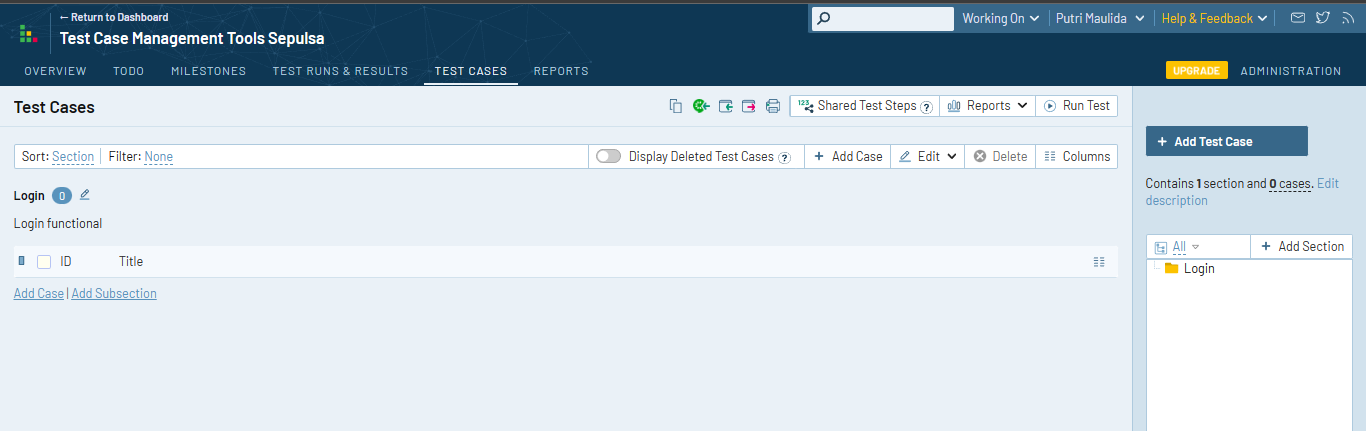 ← Return to Dashboard
Test Case Management Tools Sepulsa
Working On
Putri Maulida
Help & Feedback
OVERVIEW TODO MILESTONES TEST RUNS & RESULTS TEST CASES REPORTS UPGRADE ADMINISTRATION
Test Cases
123 Shared Test Steps ? Reports Run Test
Sort: Section Filter: None Display Deleted Test Cases ? + Add Case Edit Delete Columns
Login 0
Login functional
ID Title
Add Case | Add Subsection
+ Add Test Case
Contains 1 section and 0 cases. Edit
description
All + Add Section
Login